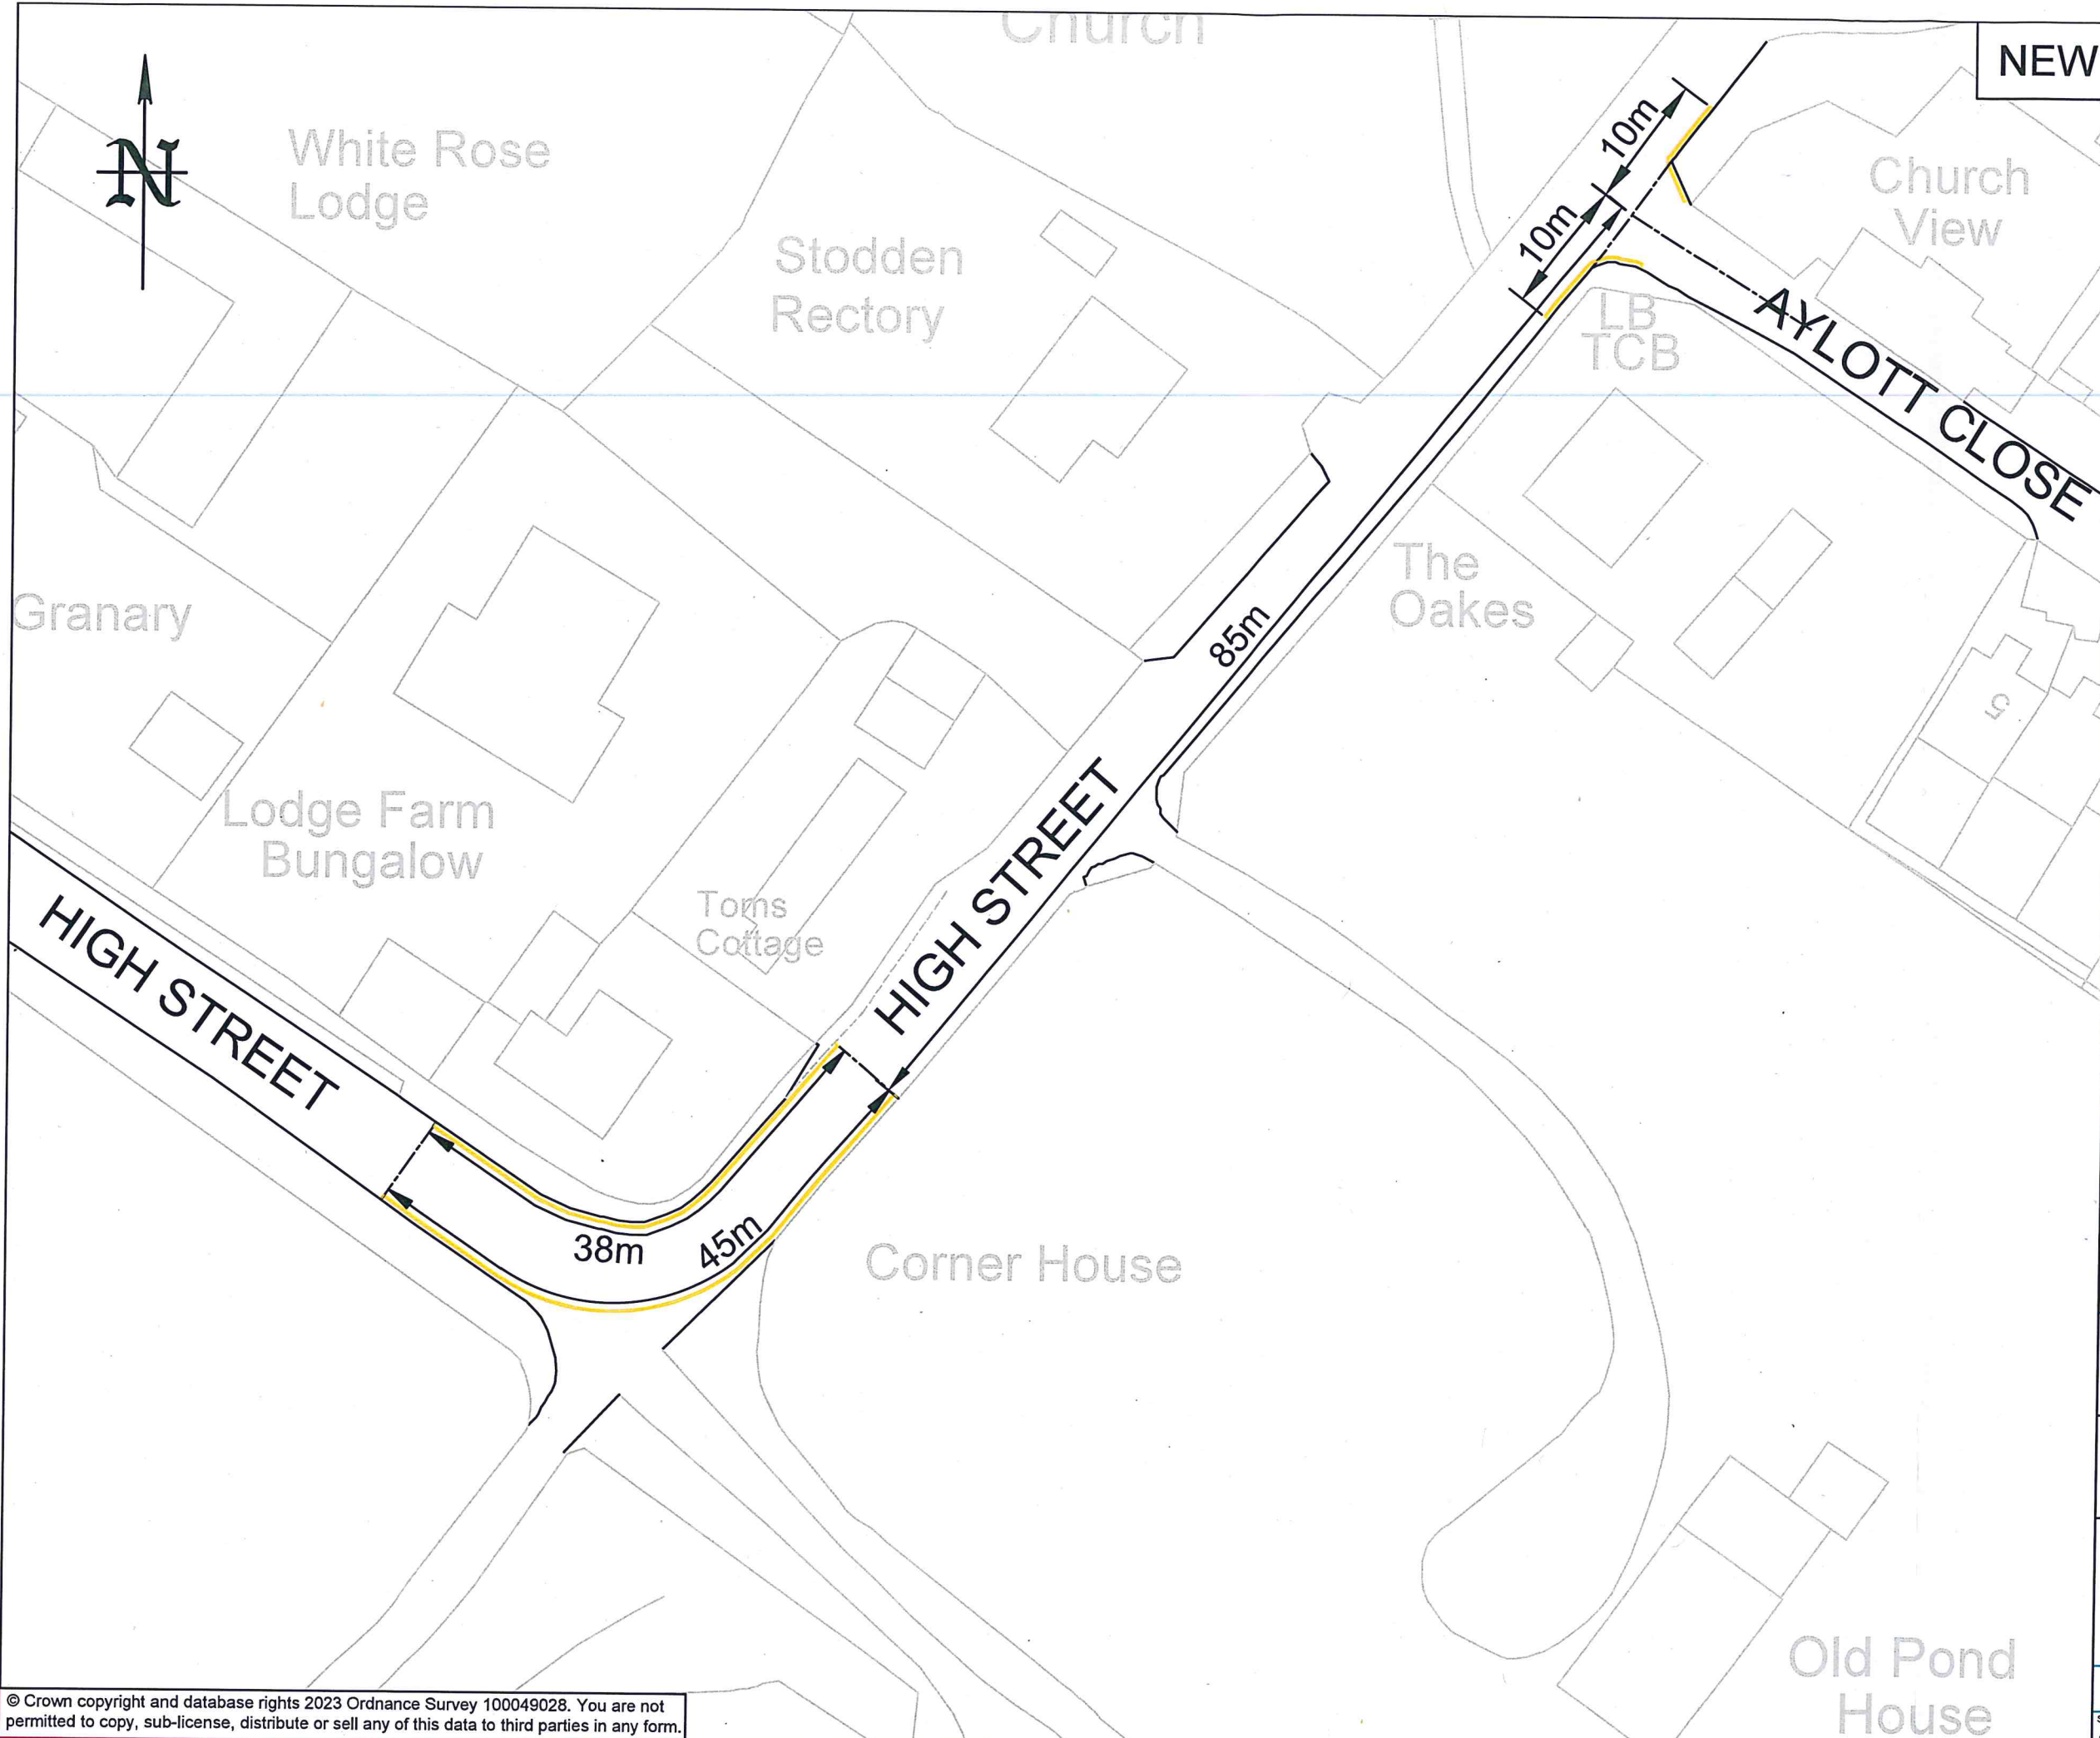 Church
NEW
N
White Rose
Lodge
10m
Church
View
10m
Stodden
Rectory
LB
TCB
AYLOTT CLOSE
The
Oakes
Granary
85m
5
Lodge Farm
Bungalow
Toms
Cottage
HIGH STREET
HIGH STREET
38m
45m
Corner House
Old Pond
House
© Crown copyright and database rights 2023 Ordnance Survey 100049028. You are not
permitted to copy, sub-license, distribute or sell any of this data to third parties in any form.